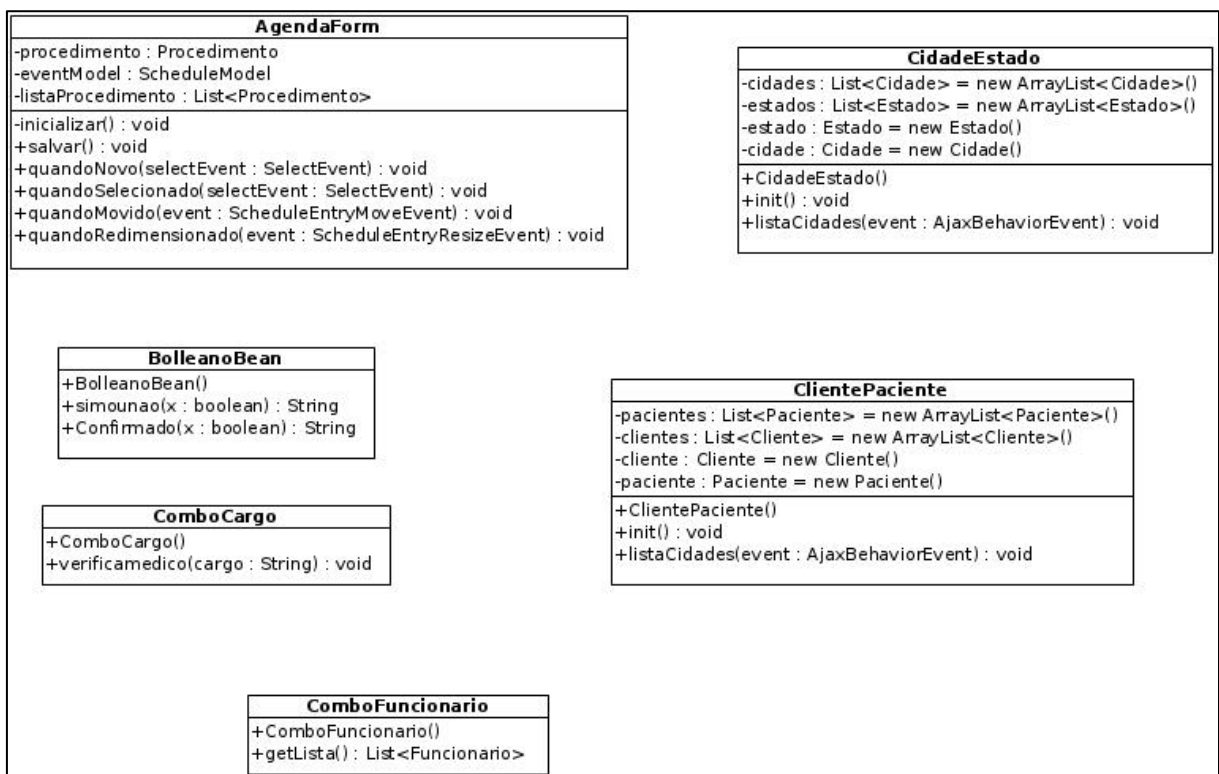 AgendaForm
-procedimento : Procedimento
-eventModel : ScheduleModel
-listaProcedimento : List<Procedimento>
-inicializar() : void
+salvar() : void
+quandoNovo(selectEvent : SelectEvent) : void
+quandoSelecionado(selectEvent : SelectEvent) : void
+quandoMovido(event : ScheduleEntryMoveEvent) : void
+quandoRedimensionado(event : ScheduleEntryResizeEvent) : void
CidadeEstado
-cidades : List<Cidade> = new ArrayList<Cidade>()
-estados : List<Estado> = new ArrayList<Estado>()
-estado : Estado = new Estado()
-cidade : Cidade = new Cidade()
+CidadeEstado()
+init() : void
+listaCidades(event : AjaxBehaviorEvent) : void
BolleanoBean
+BolleanoBean()
+simounao(x : boolean) : String
+Confirmado(x : boolean) : String
ClientePaciente
-pacientes : List<Paciente> = new ArrayList<Paciente>()
-clientes : List<Cliente> = new ArrayList<Cliente>()
-cliente : Cliente = new Cliente()
-paciente : Paciente = new Paciente()
+ClientePaciente()
+init() : void
+listaCidades(event : AjaxBehaviorEvent) : void
ComboCargo
+ComboCargo()
+verificamedico(cargo : String) : void
ComboFuncionario
+ComboFuncionario()
+getLista() : List<Funcionario>